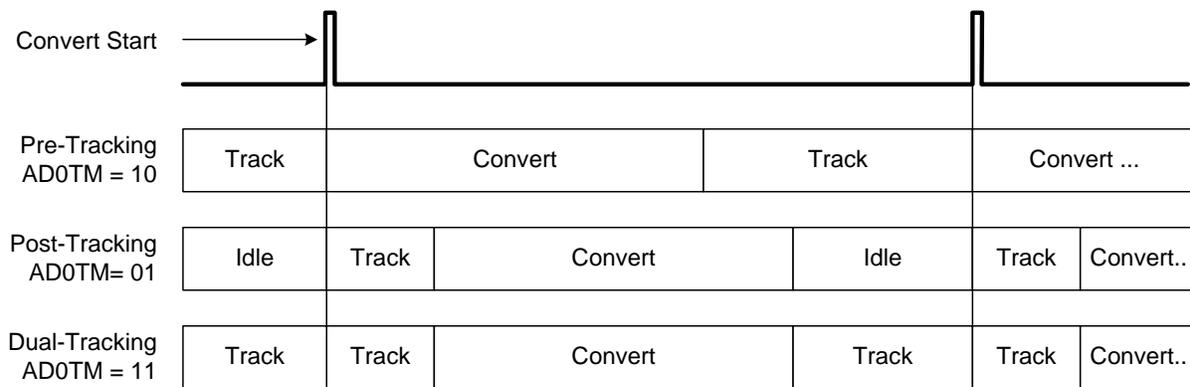 Convert Start
Pre-Tracking
AD0TM = 10
Track Convert Track Convert ...
Post-Tracking
AD0TM= 01
Idle Track Convert Idle Track Convert..
Dual-Tracking
AD0TM = 11
Track Track Convert Track Track Convert..